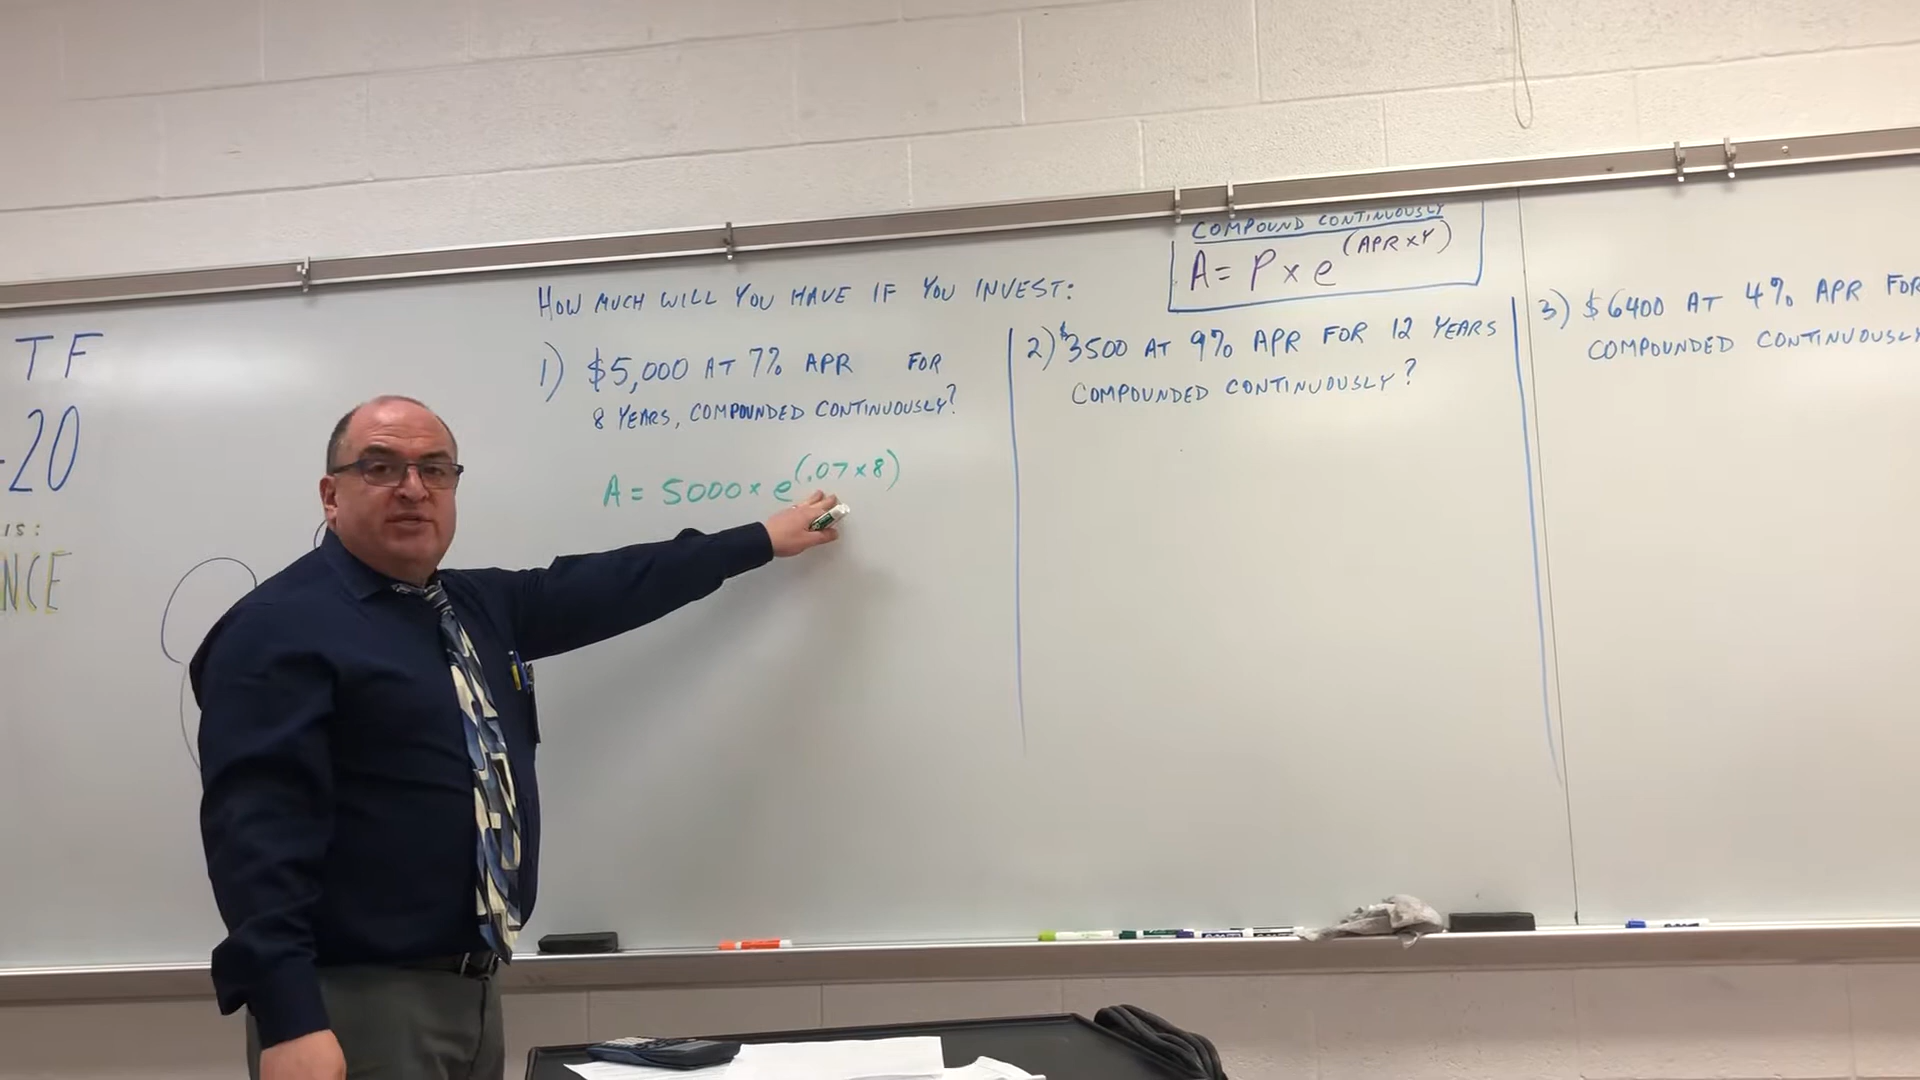 TF
-20
IS:
NCE
COMPOUND CONTINUOUSLY
A = P × e (APR × Y)
HOW MUCH WILL YOU HAVE IF YOU INVEST:
1) $5,000 AT 7% APR FOR
8 YEARS, COMPOUNDED CONTINUOUSLY?
A = 5000 × e (.07 × 8)
2) $3500 AT 9% APR FOR 12 YEARS
COMPOUNDED CONTINUOUSLY?
3) $6400 AT 4% APR FOR
COMPOUNDED CONTINUOUSLY